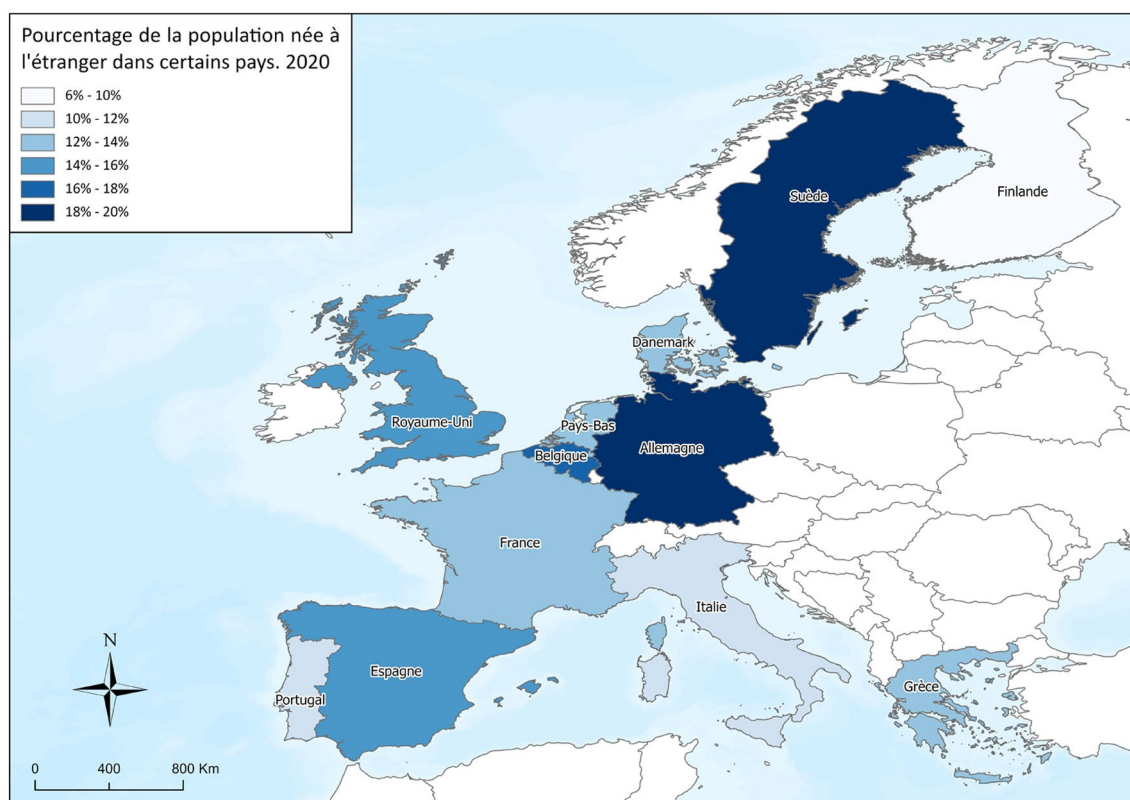 Pourcentage de la population née à
l'étranger dans certains pays. 2020
6% - 10%
10% - 12%
12% - 14%
14% - 16%
16% - 18%
18% - 20%
Suède
Finlande
Danemark
Royaume-Uni
Pays-Bas
Belgique
Allemagne
France
Italie
Espagne
Portugal
Grèce
N
0 400 800 Km